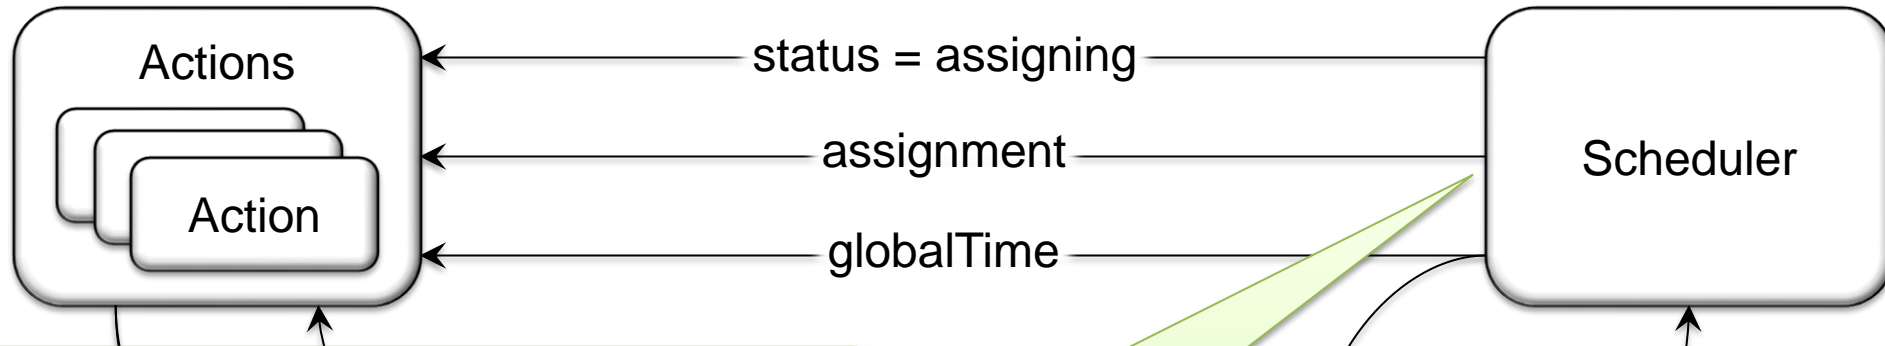 Actions
status = assigning
assignment
Scheduler
Action
globalTime